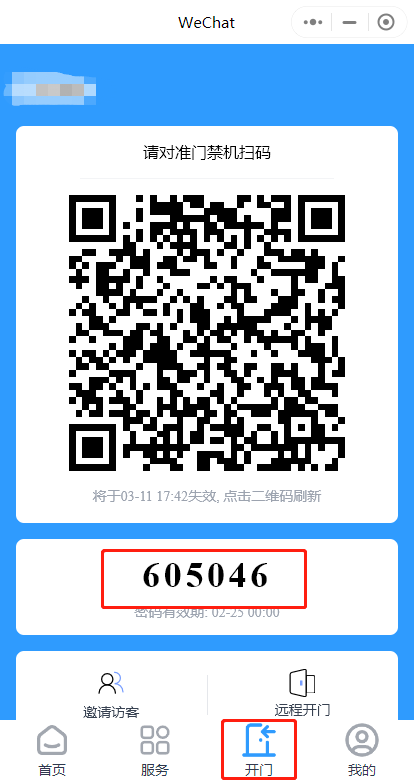 WeChat
请对准门禁机扫码
将于03-11 17:42失效, 点击二维码刷新
605046
密码有效期: 02-25 00:00
邀请访客
远程开门
首页
服务
开门
我的